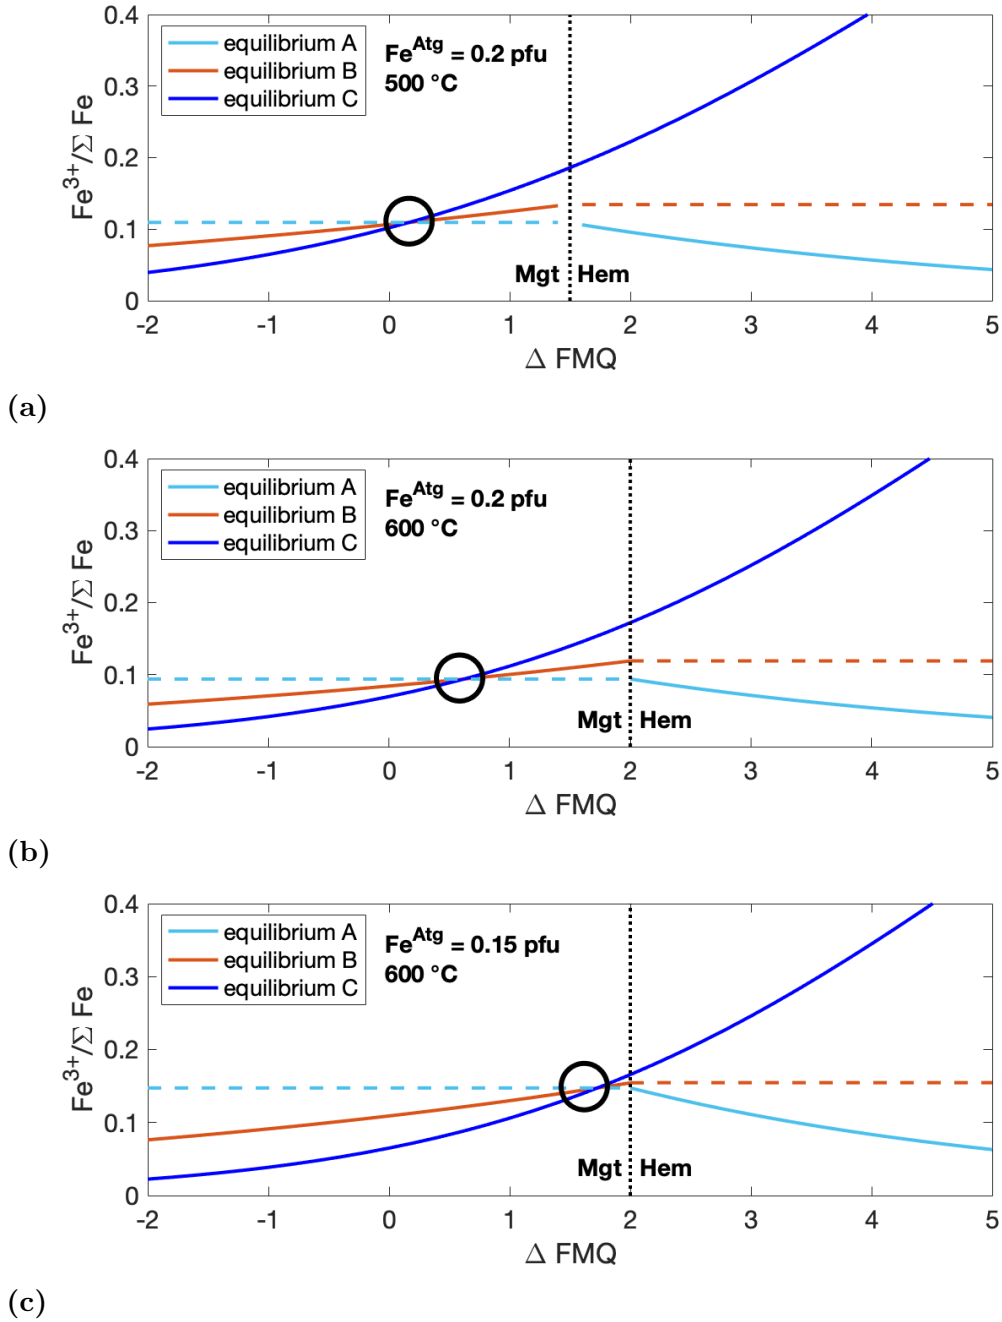 0.4
0.3
0.2
0.1
0
Fe3+/Σ Fe
equilibrium A
equilibrium B
equilibrium C
FeAtg = 0.2 pfu
500 °C
Mgt Hem
-2 -1 0 1 2 3 4 5
Δ FMQ
(a)
0.4
0.3
0.2
0.1
0
Fe3+/Σ Fe
equilibrium A
equilibrium B
equilibrium C
FeAtg = 0.2 pfu
600 °C
Mgt Hem
-2 -1 0 1 2 3 4 5
Δ FMQ
(b)
0.4
0.3
0.2
0.1
0
Fe3+/Σ Fe
equilibrium A
equilibrium B
equilibrium C
FeAtg = 0.15 pfu
600 °C
Mgt Hem
-2 -1 0 1 2 3 4 5
Δ FMQ
(c)